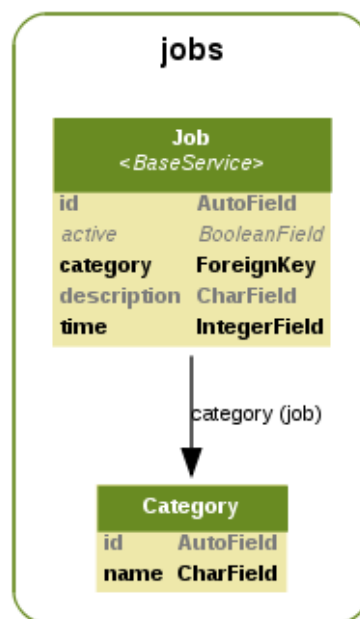 jobs
Job
<BaseService>
id AutoField
active BooleanField
category ForeignKey
description CharField
time IntegerField
category (job)
Category
id AutoField
name CharField